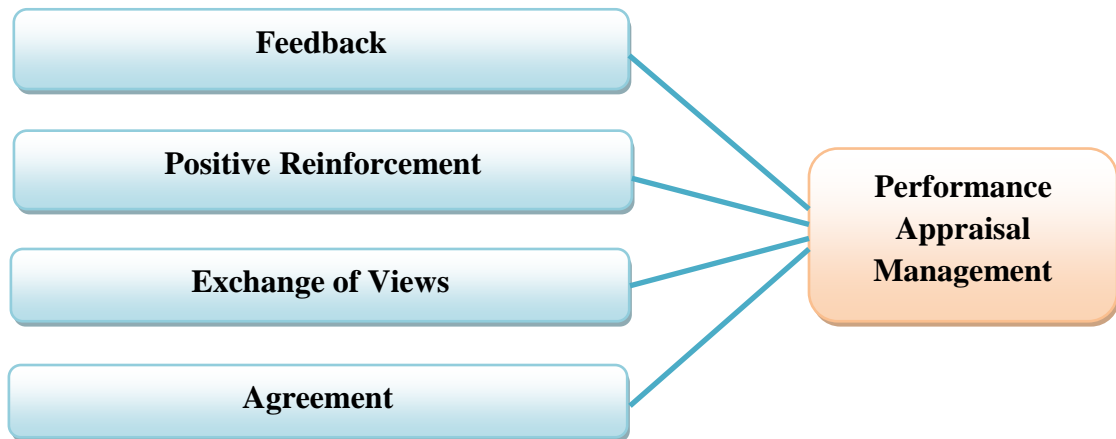 Feedback
Positive Reinforcement
Exchange of Views
Agreement
Performance
Appraisal
Management